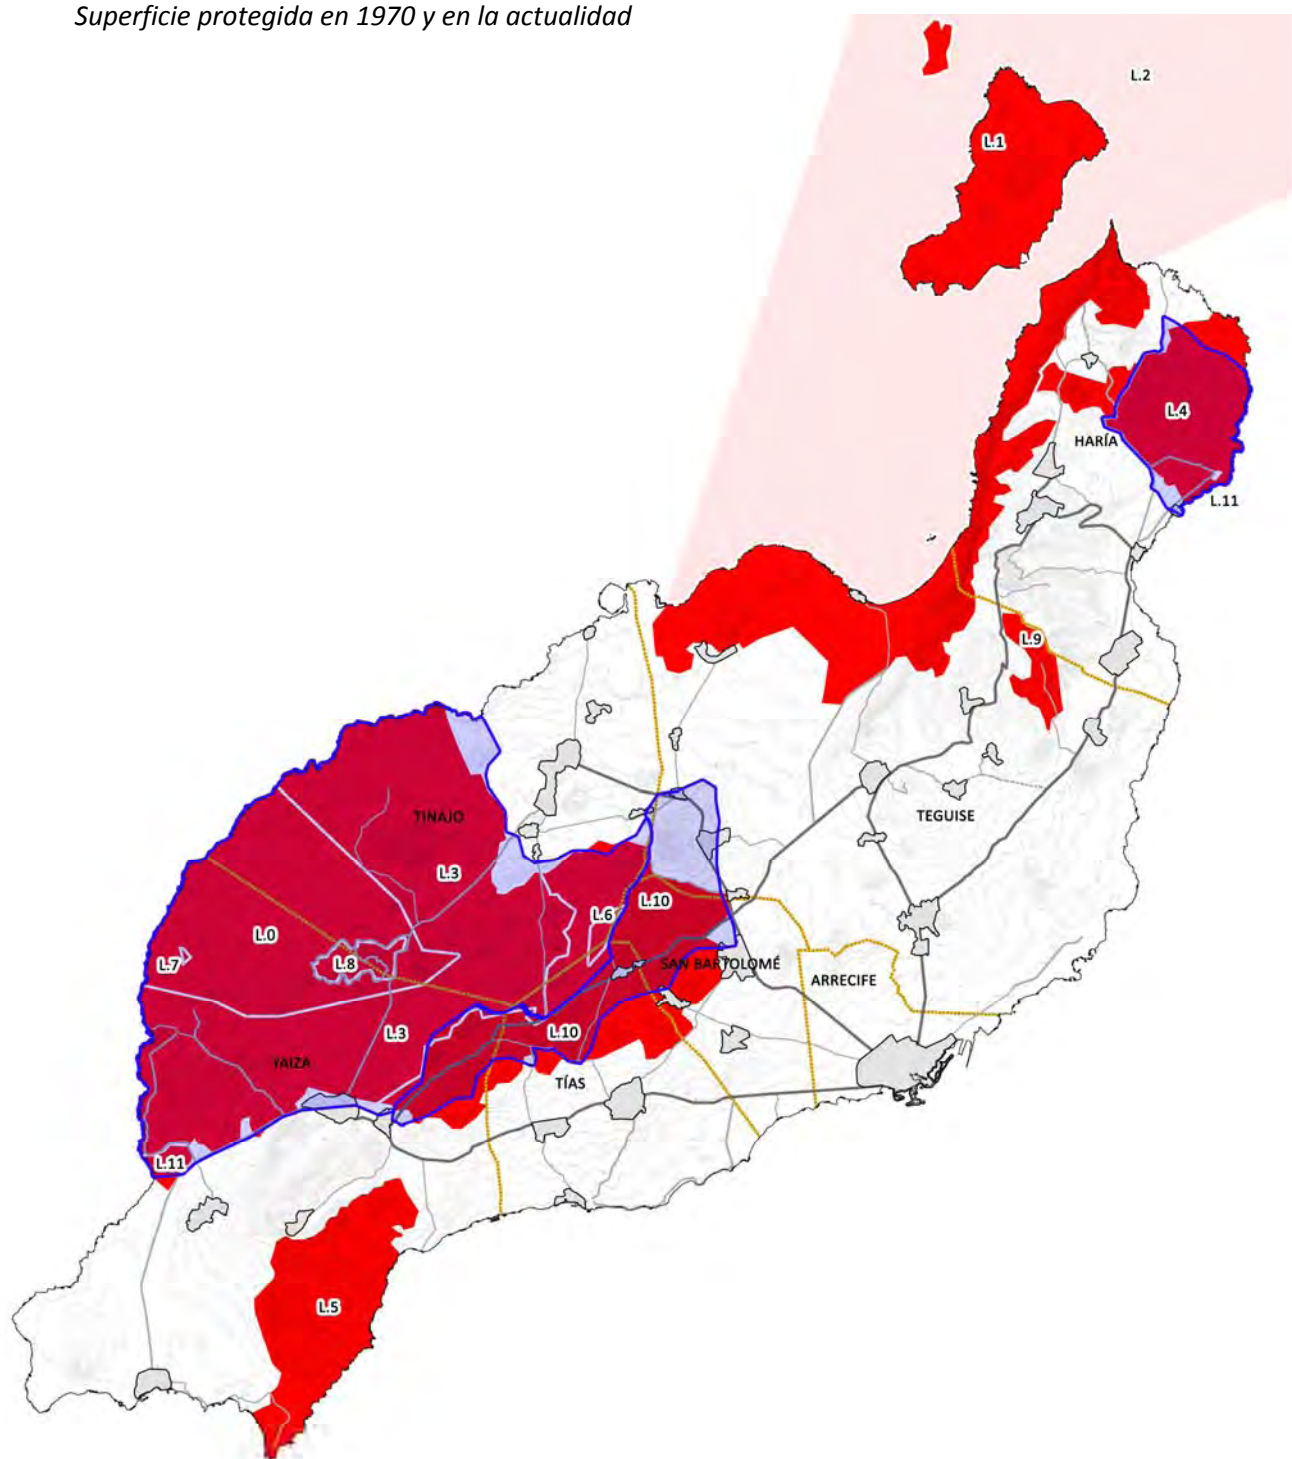 Superficie protegida en 1970 y en la actualidad
L.2
L.1
L.4
HARÍA
L.11
L.9
TINAJO
TEGUISE
L.3
L.6
L.10
L.0
L.7
L.8
SAN BARTOLOMÉ
ARRECIFE
L.3
L.10
YAIZA
TÍAS
L.11
L.5